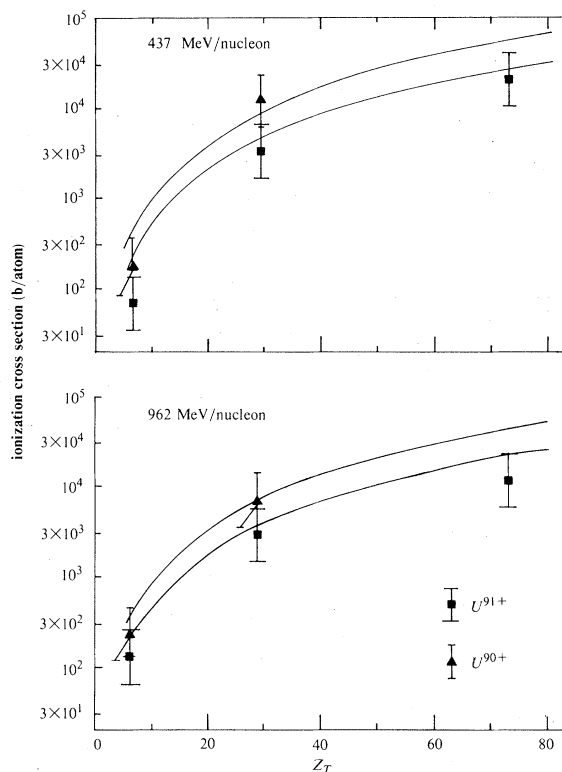 10^5
437 MeV/nucleon
3×10^4
10^4
3×10^3
10^3
3×10^2
10^2
3×10^1
ionization cross section (b/atom)
10^5
962 MeV/nucleon
3×10^4
10^4
3×10^3
10^3
3×10^2
10^2
3×10^1
U^{91+}
U^{90+}
0 20 40 60 80
Z_T